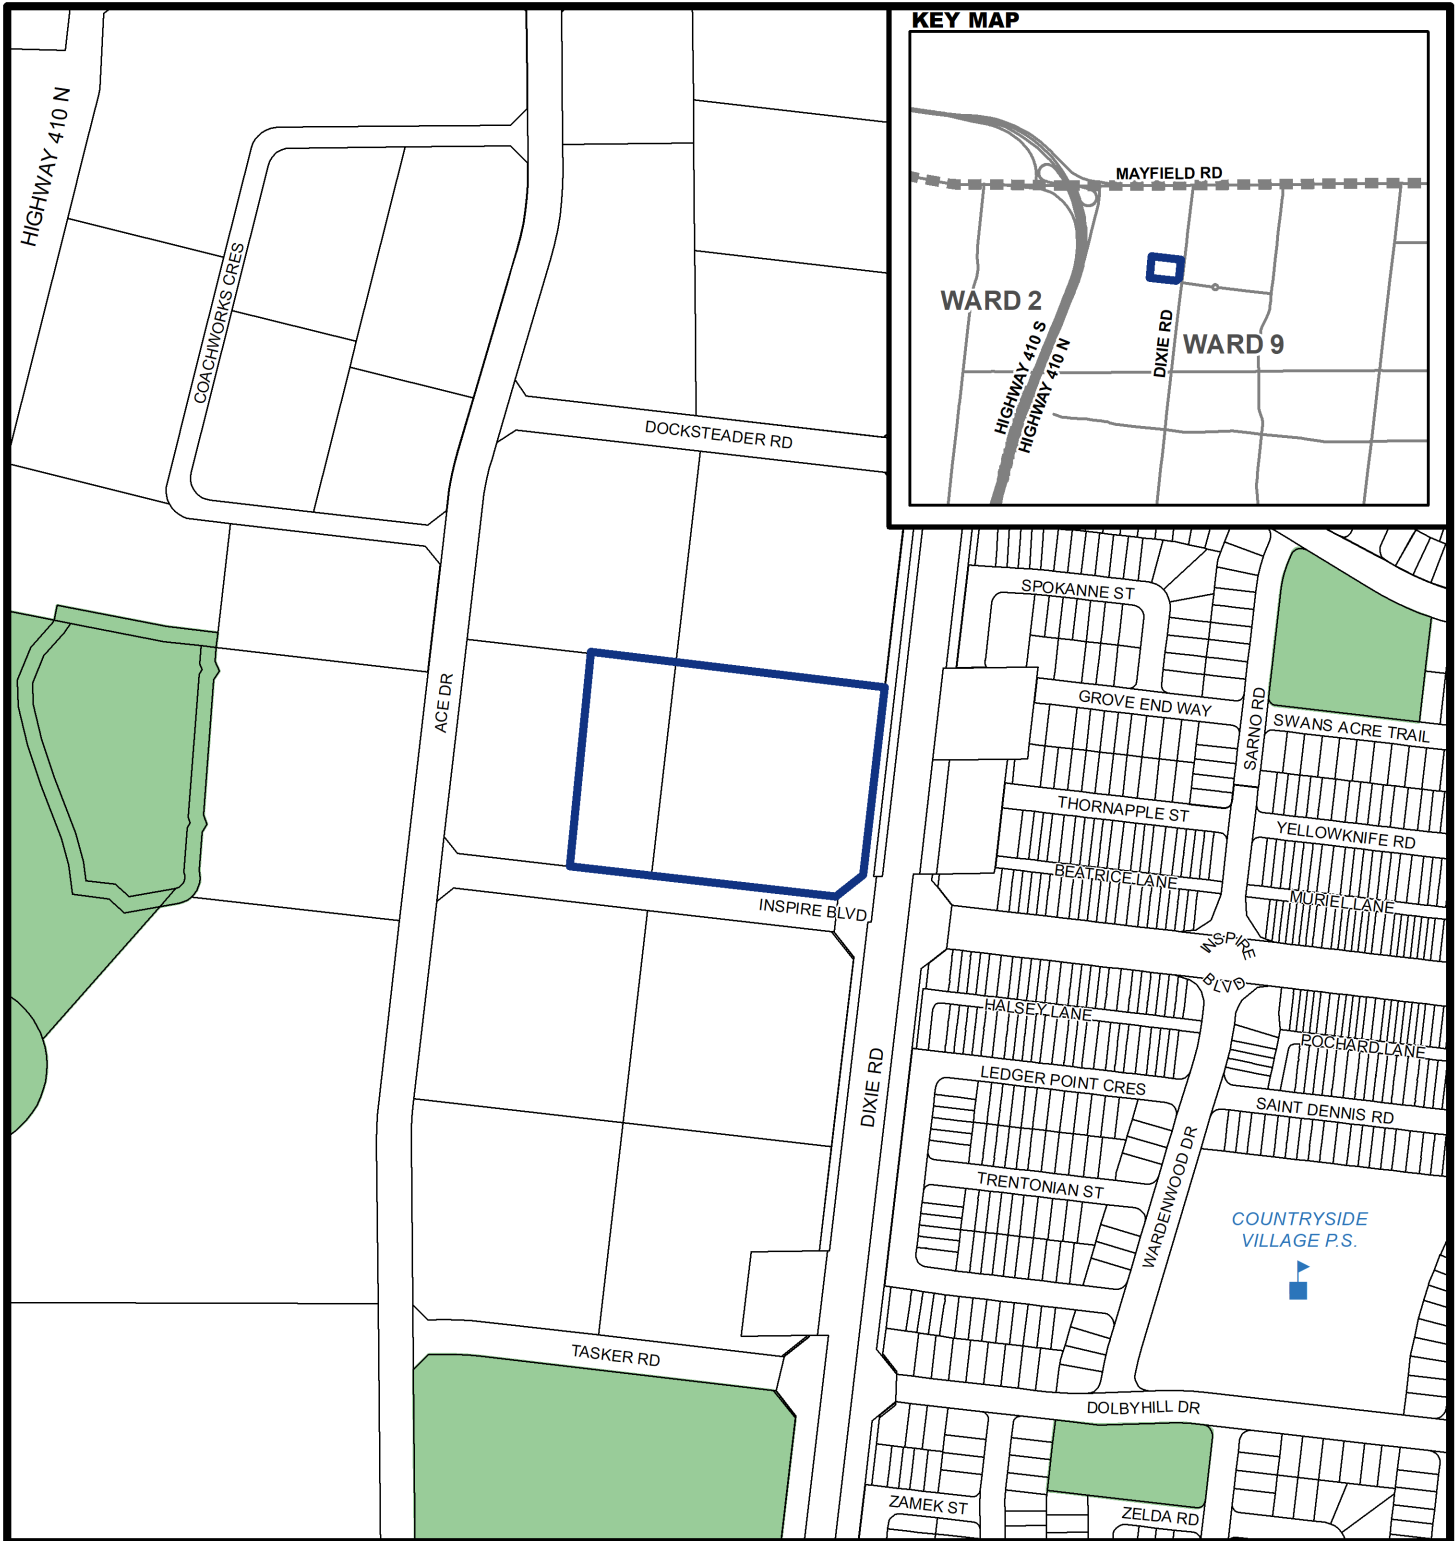 KEY MAP
MAYFIELD RD
WARD 2
DIXIE RD
WARD 9
HIGHWAY 410 S
HIGHWAY 410 N
HIGHWAY 410 N
COACHWORKS CRES
DOCKSTEADER RD
SPOKANNE ST
ACE DR
GROVE END WAY
SARNO RD
SWANS ACRE TRAIL
THORNAPPLE ST
YELLOWKNIFE RD
BEATRICE LANE
MURIEL LANE
INSPIRE BLVD
INSPIRE
BLVD
HALSEY LANE
POCHARD LANE
DIXIE RD
LEDGER POINT CRES
SAINT DENNIS RD
TRENTONIAN ST
WARDENWOOD DR
COUNTRYSIDE
VILLAGE P.S.
TASKER RD
DOLBYHILL DR
ZAMEK ST
ZELDA RD